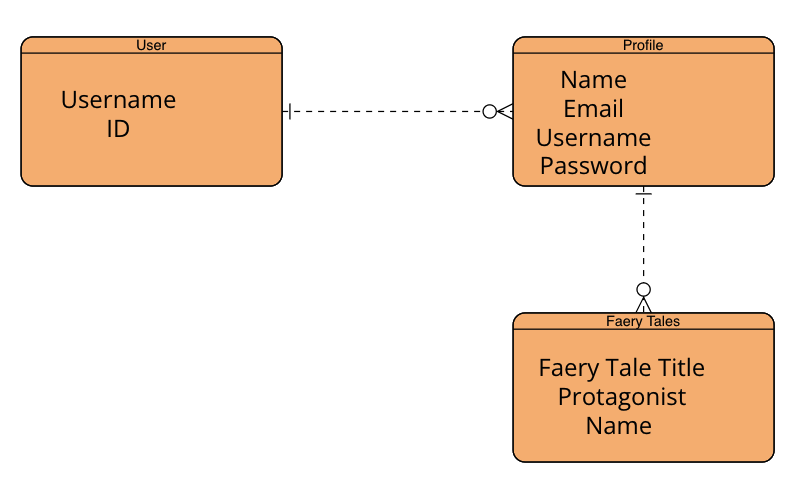 User
Username
ID
Profile
Name
Email
Username
Password
Faery Tales
Faery Tale Title
Protagonist
Name